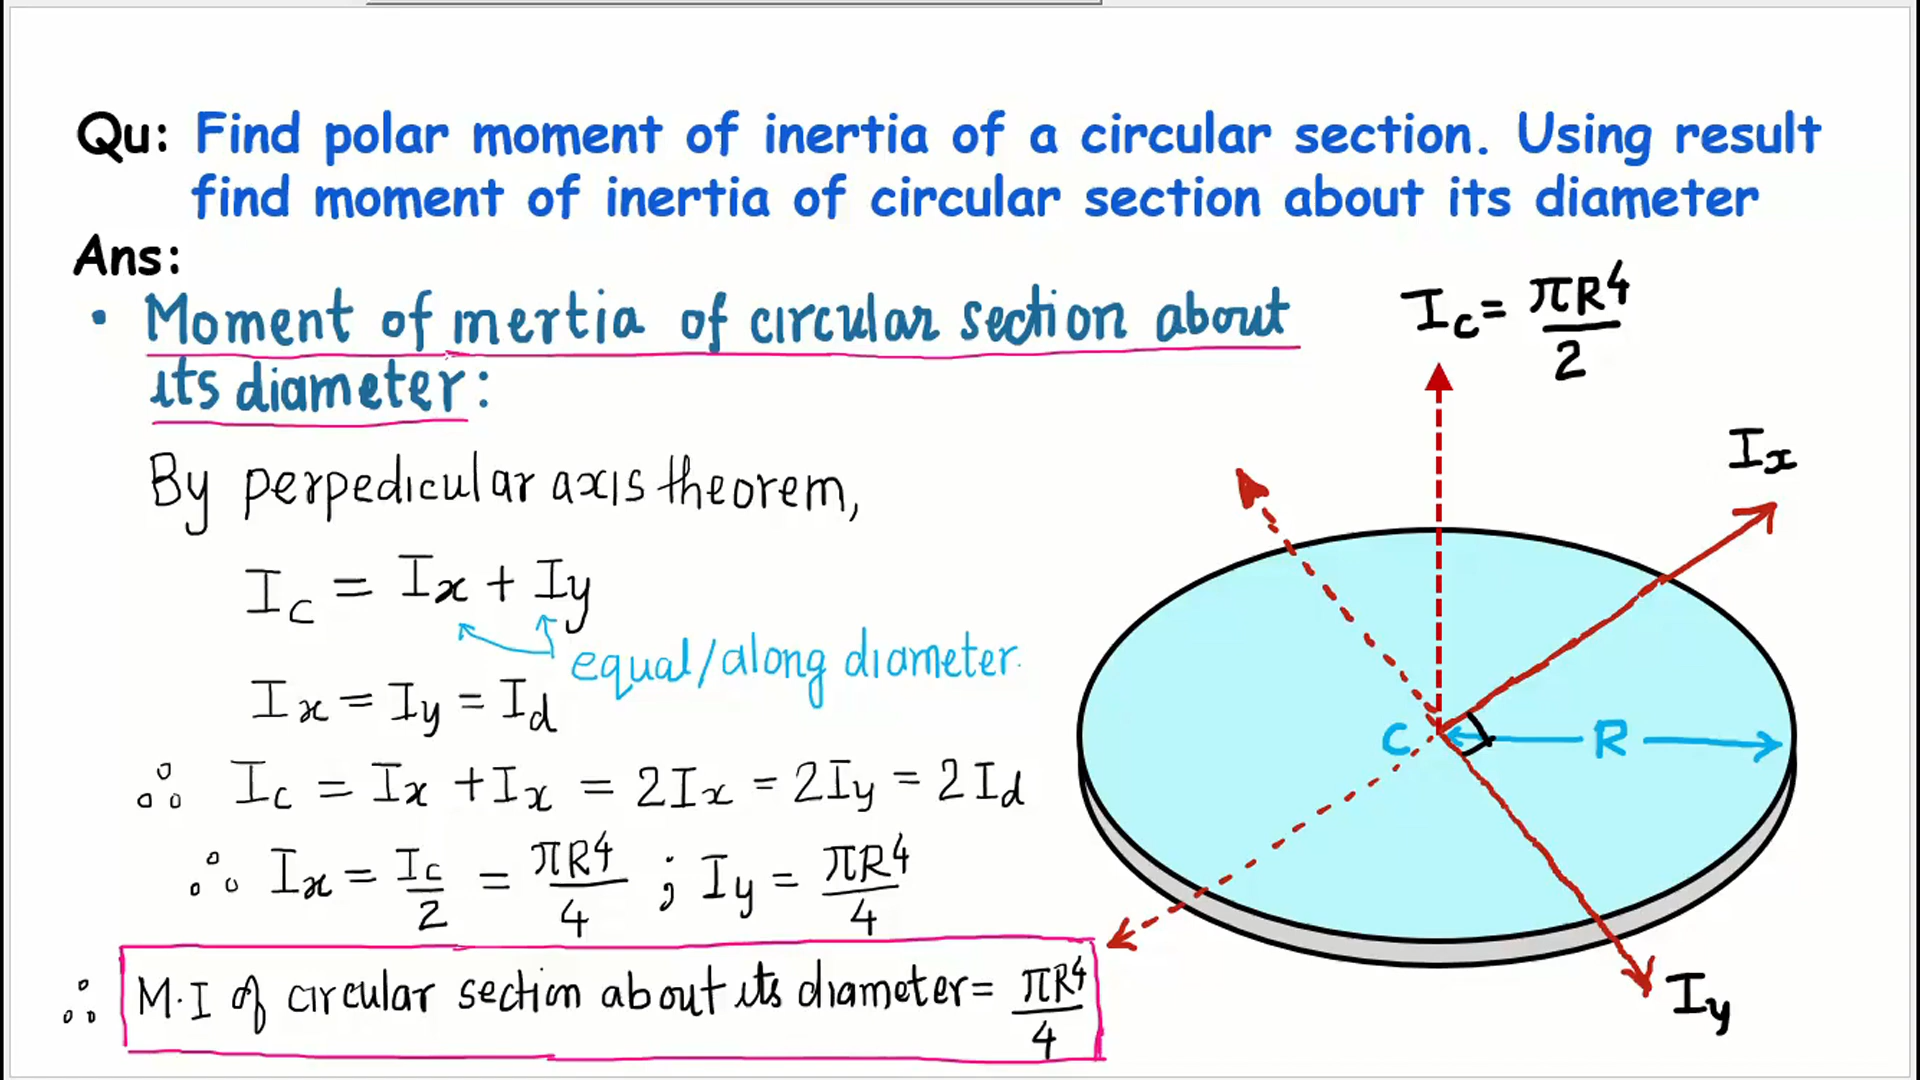 Qu: Find polar moment of inertia of a circular section. Using result
find moment of inertia of circular section about its diameter
Ans:
• Moment of inertia of circular section about
its diameter:
By perpedicular axis theorem,
I_c = I_x + I_y
equal/along diameter.
I_x = I_y = I_d
∴ I_c = I_x + I_x = 2I_x = 2I_y = 2I_d
∴ I_x = I_c/2 = πR⁴/4 ; I_y = πR⁴/4
∴ M.I of circular section about its diameter = πR⁴/4
I_c = πR⁴/2
I_x
C
R
I_y